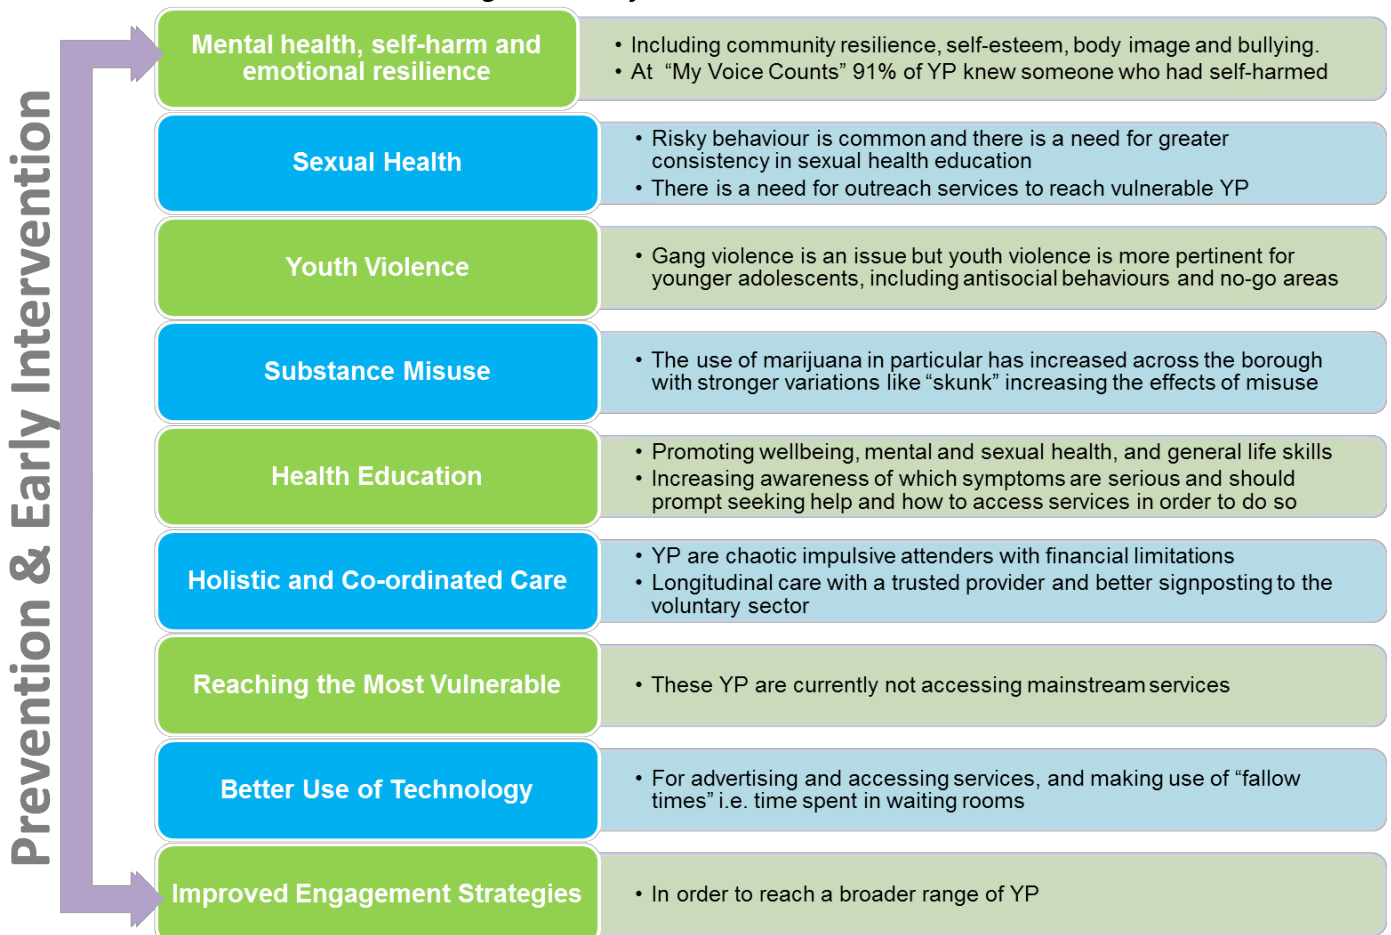 Prevention & Early Intervention
Mental health, self-harm and
emotional resilience
• Including community resilience, self-esteem, body image and bullying.
• At “My Voice Counts” 91% of YP knew someone who had self-harmed
Sexual Health
• Risky behaviour is common and there is a need for greater
consistency in sexual health education
• There is a need for outreach services to reach vulnerable YP
Youth Violence
• Gang violence is an issue but youth violence is more pertinent for
younger adolescents, including antisocial behaviours and no-go areas
Substance Misuse
• The use of marijuana in particular has increased across the borough
with stronger variations like “skunk” increasing the effects of misuse
Health Education
• Promoting wellbeing, mental and sexual health, and general life skills
• Increasing awareness of which symptoms are serious and should
prompt seeking help and how to access services in order to do so
Holistic and Co-ordinated Care
• YP are chaotic impulsive attenders with financial limitations
• Longitudinal care with a trusted provider and better signposting to the
voluntary sector
Reaching the Most Vulnerable
• These YP are currently not accessing mainstream services
Better Use of Technology
• For advertising and accessing services, and making use of “fallow
times” i.e. time spent in waiting rooms
Improved Engagement Strategies
• In order to reach a broader range of YP